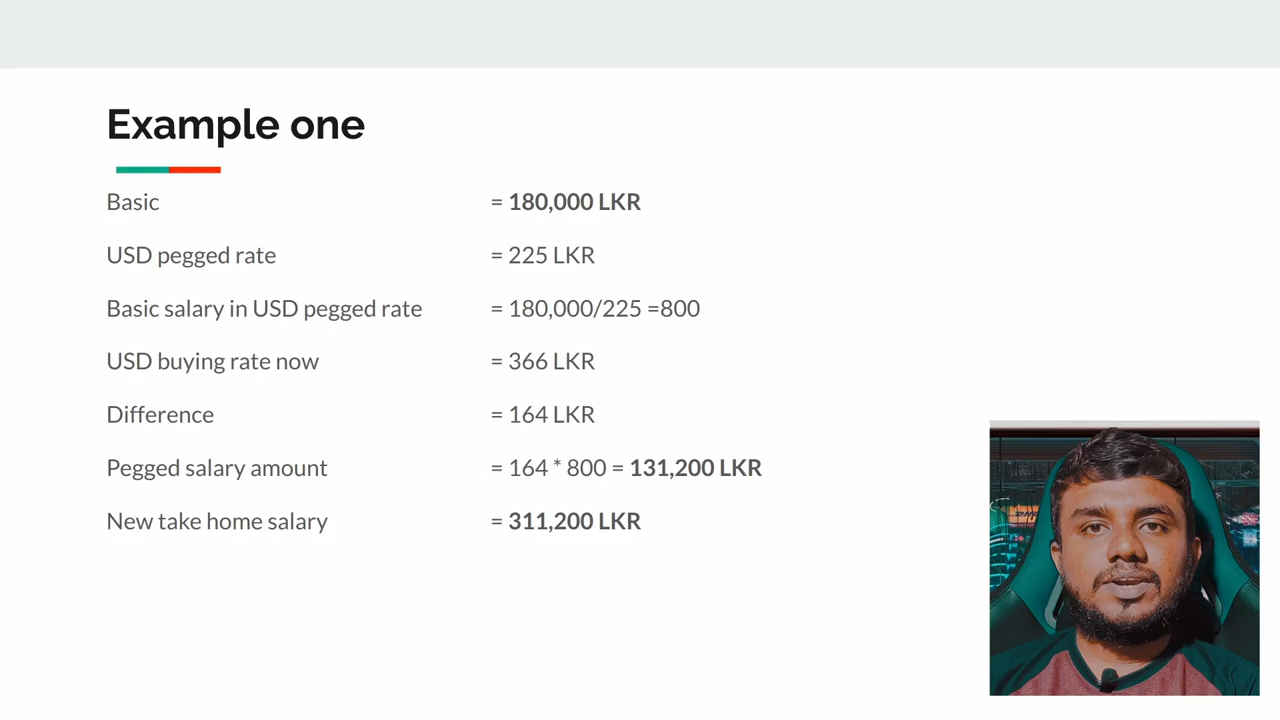 Example one
Basic = 180,000 LKR
USD pegged rate = 225 LKR
Basic salary in USD pegged rate = 180,000/225 =800
USD buying rate now = 366 LKR
Difference = 164 LKR
Pegged salary amount = 164 * 800 = 131,200 LKR
New take home salary = 311,200 LKR